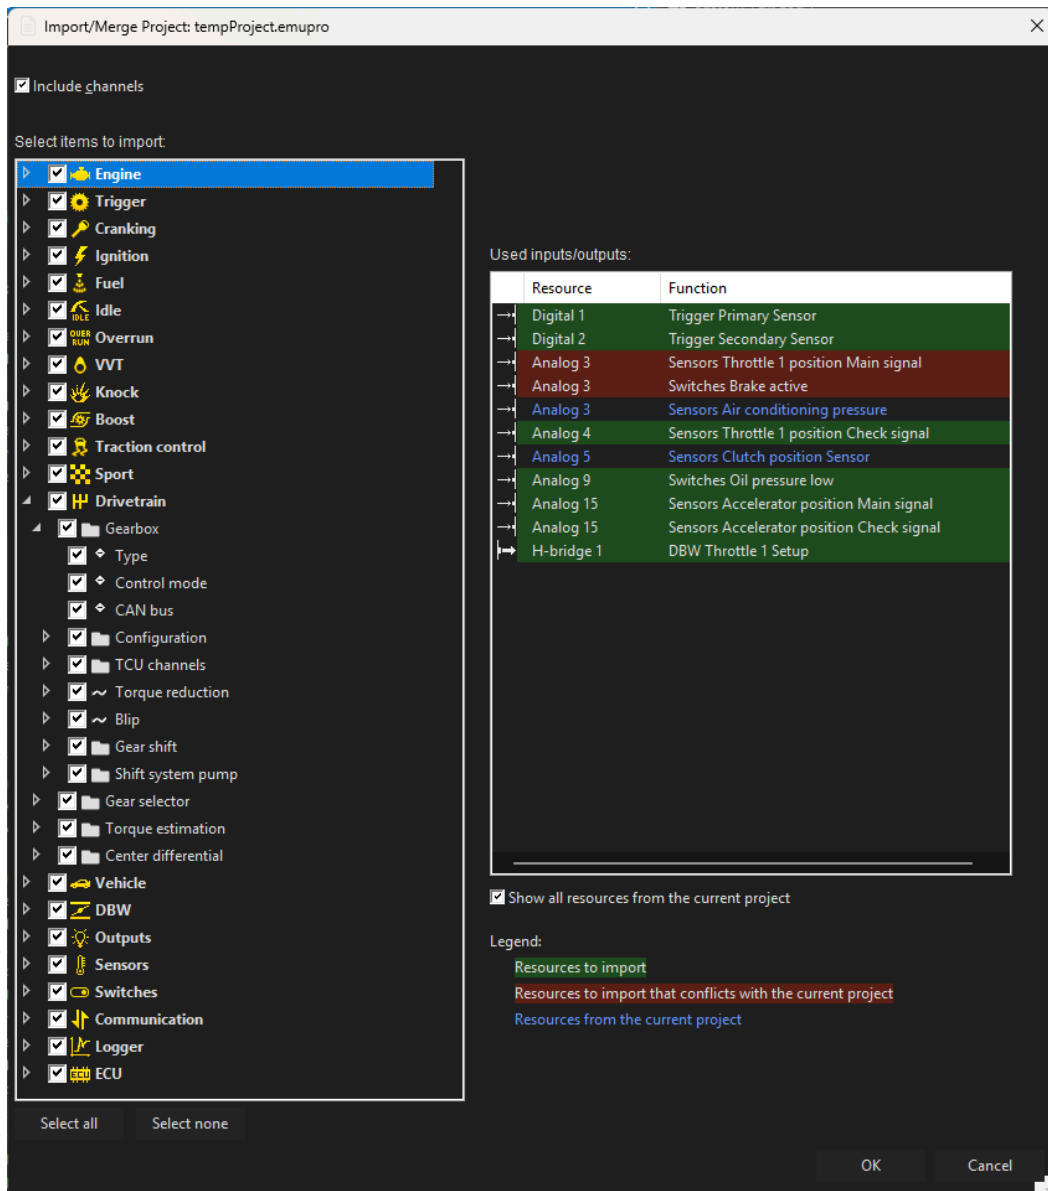 Import/Merge Project: tempProject.emupro
Include channels
Select items to import:
Engine
Trigger
Cranking
Ignition
Fuel
IDLE Idle
OVER RUN Overrun
VVT
Knock
Boost
Traction control
Sport
Drivetrain
Gearbox
Type
Control mode
CAN bus
Configuration
TCU channels
Torque reduction
Blip
Gear shift
Shift system pump
Gear selector
Torque estimation
Center differential
Vehicle
DBW
Outputs
Sensors
Switches
Communication
Logger
ECU ECU
Select all Select none
Used inputs/outputs:
Resource Function
Digital 1 Trigger Primary Sensor
Digital 2 Trigger Secondary Sensor
Analog 3 Sensors Throttle 1 position Main signal
Analog 3 Switches Brake active
Analog 3 Sensors Air conditioning pressure
Analog 4 Sensors Throttle 1 position Check signal
Analog 5 Sensors Clutch position Sensor
Analog 9 Switches Oil pressure low
Analog 15 Sensors Accelerator position Main signal
Analog 15 Sensors Accelerator position Check signal
H-bridge 1 DBW Throttle 1 Setup
Show all resources from the current project
Legend:
Resources to import
Resources to import that conflicts with the current project
Resources from the current project
OK Cancel